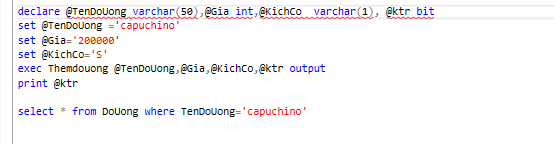 declare @TenDoUong varchar(50),@Gia int,@KichCo  varchar(1), @ktr bit
set @TenDoUong ='capuchino'
set @Gia='200000'
set @KichCo='S'
exec Themdouong @TenDoUong,@Gia,@KichCo,@ktr output
print @ktr
select * from DoUong where TenDoUong='capuchino'